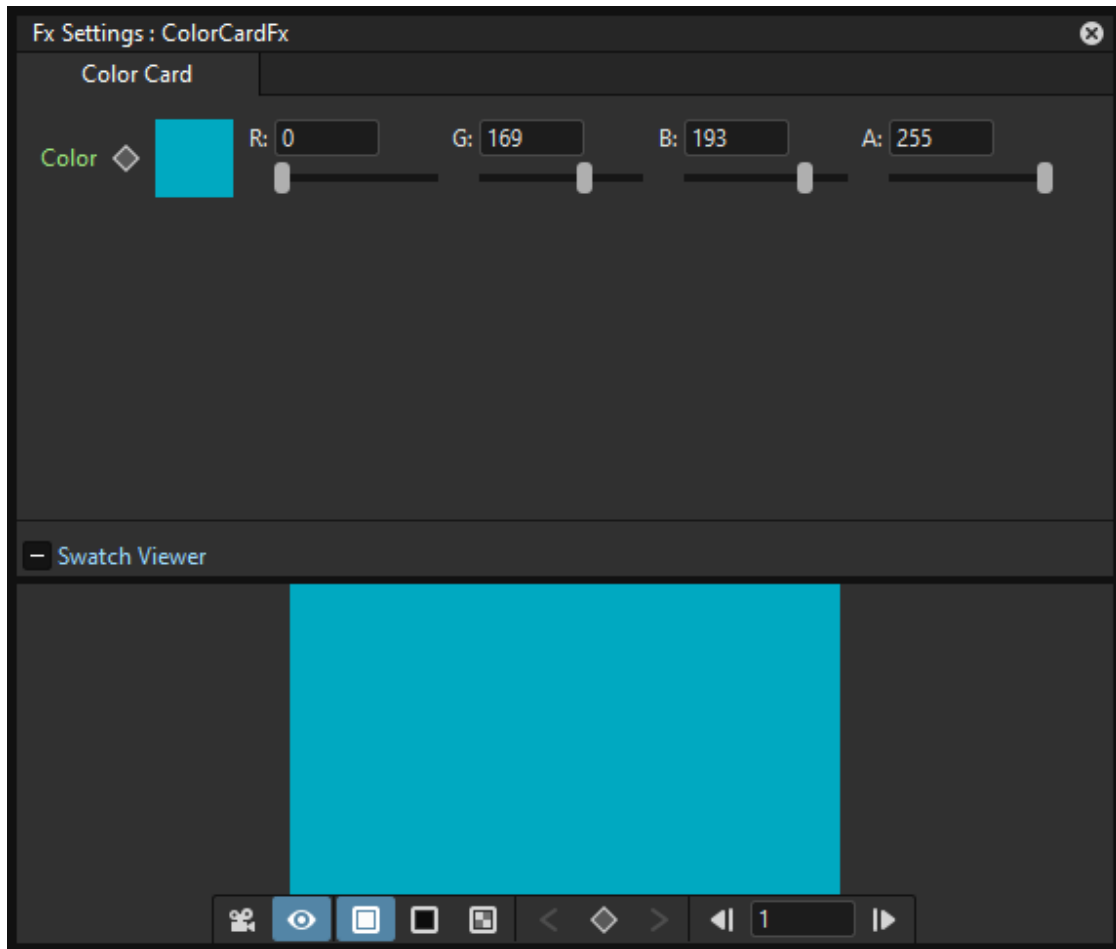 Fx Settings : ColorCardFx
Color Card
Color R: 0 G: 169 B: 193 A: 255
Swatch Viewer
1